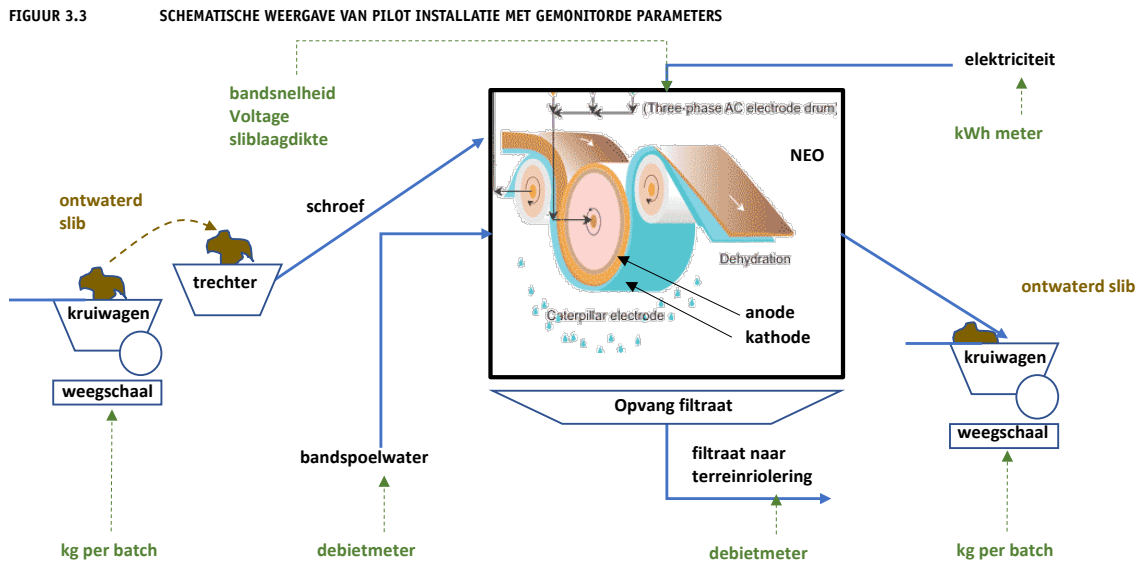 FIGUUR 3.3 SCHEMATISCHE WEERGAVE VAN PILOT INSTALLATIE MET GEMONITORDE PARAMETERS
elektriciteit
bandsnelheid
Voltage
sliblaagdikte
kWh meter
(Three-phase AC electrode drum)
NEO
ontwaterd
slib
schroef
trechter
Dehydration
ontwaterd slib
kruiwagen
anode
Caterpillar electrode
kathode
kruiwagen
weegschaal
Opvang filtraat
weegschaal
bandspoelwater
filtraat naar
terreinriolering
kg per batch
debietmeter
debietmeter
kg per batch